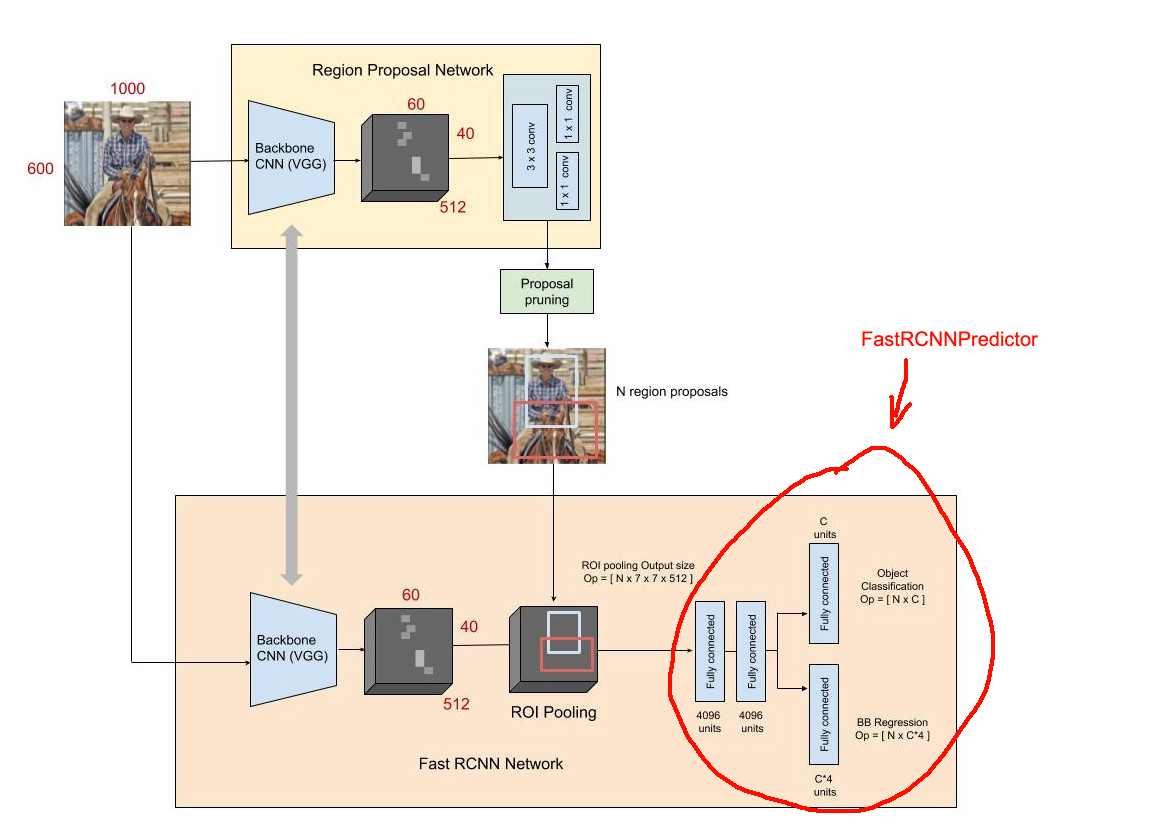 Region Proposal Network
1000
600
Backbone
CNN (VGG)
60
40
512
3 x 3 conv
1 x 1 conv
1 x 1 conv
Proposal
pruning
N region proposals
FastRCNNPredictor
Backbone
CNN (VGG)
60
40
512
ROI pooling Output size
Op = [ N x 7 x 7 x 512 ]
ROI Pooling
Fully connected
4096
units
Fully connected
4096
units
C
units
Fully connected
Object
Classification
Op = [ N x C ]
Fully connected
BB Regression
Op = [ N x C*4 ]
C*4
units
Fast RCNN Network